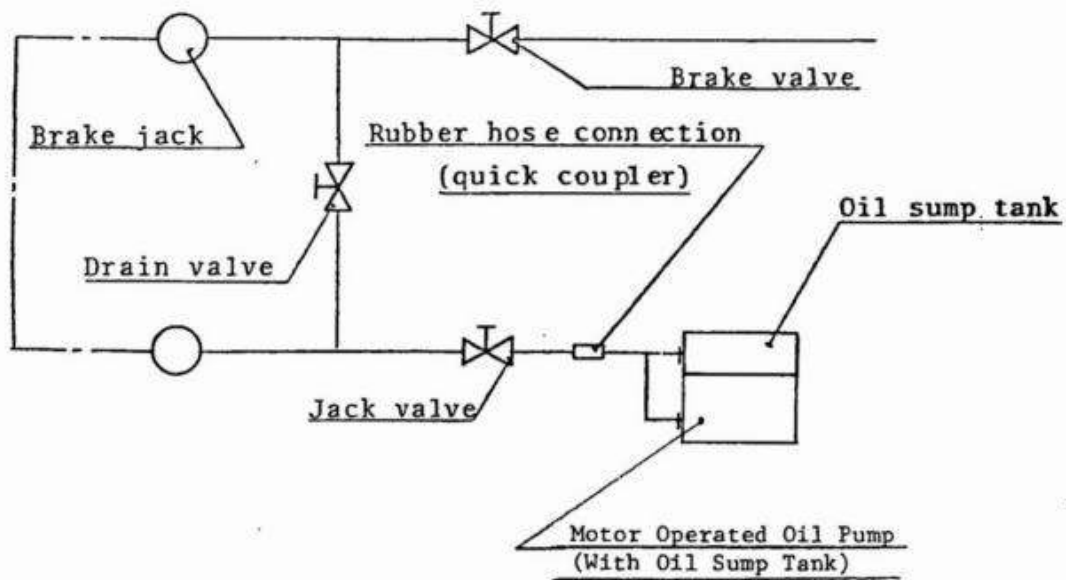 Brake valve
Brake jack
Rubber hose connection
(quick coupler)
Oil sump tank
Drain valve
Jack valve
Motor Operated Oil Pump
(With Oil Sump Tank)